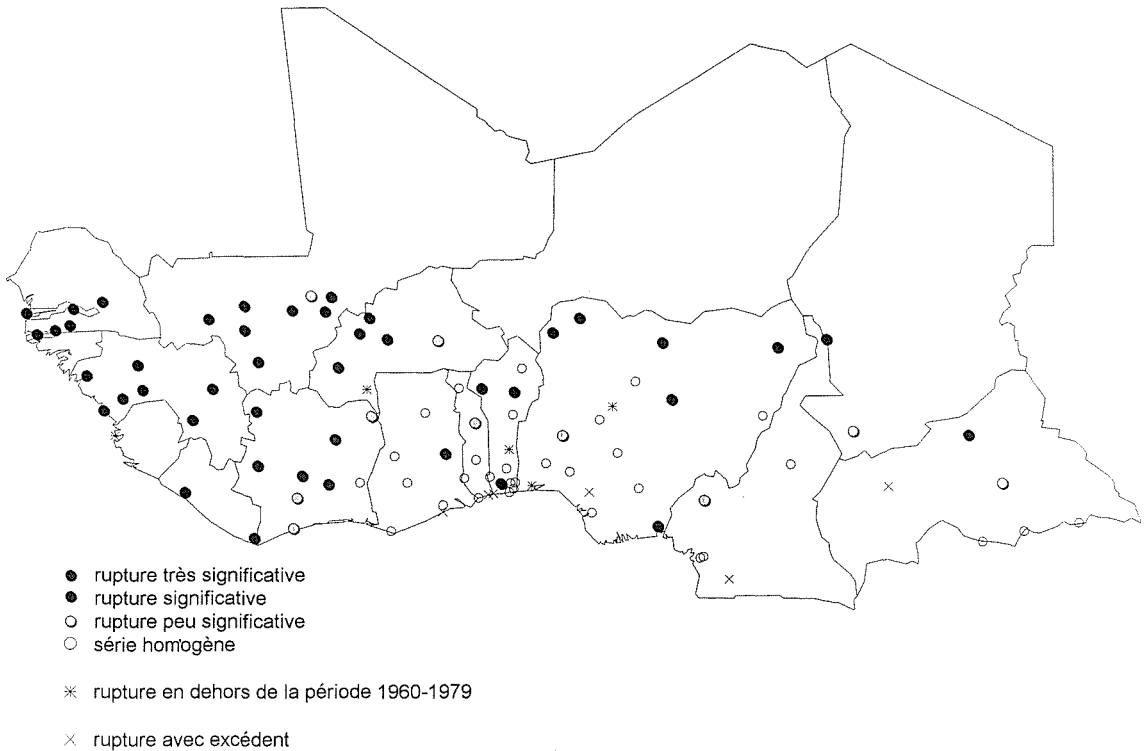 rupture très significative
rupture significative
rupture peu significative
série homogène
rupture en dehors de la période 1960-1979
rupture avec excédent